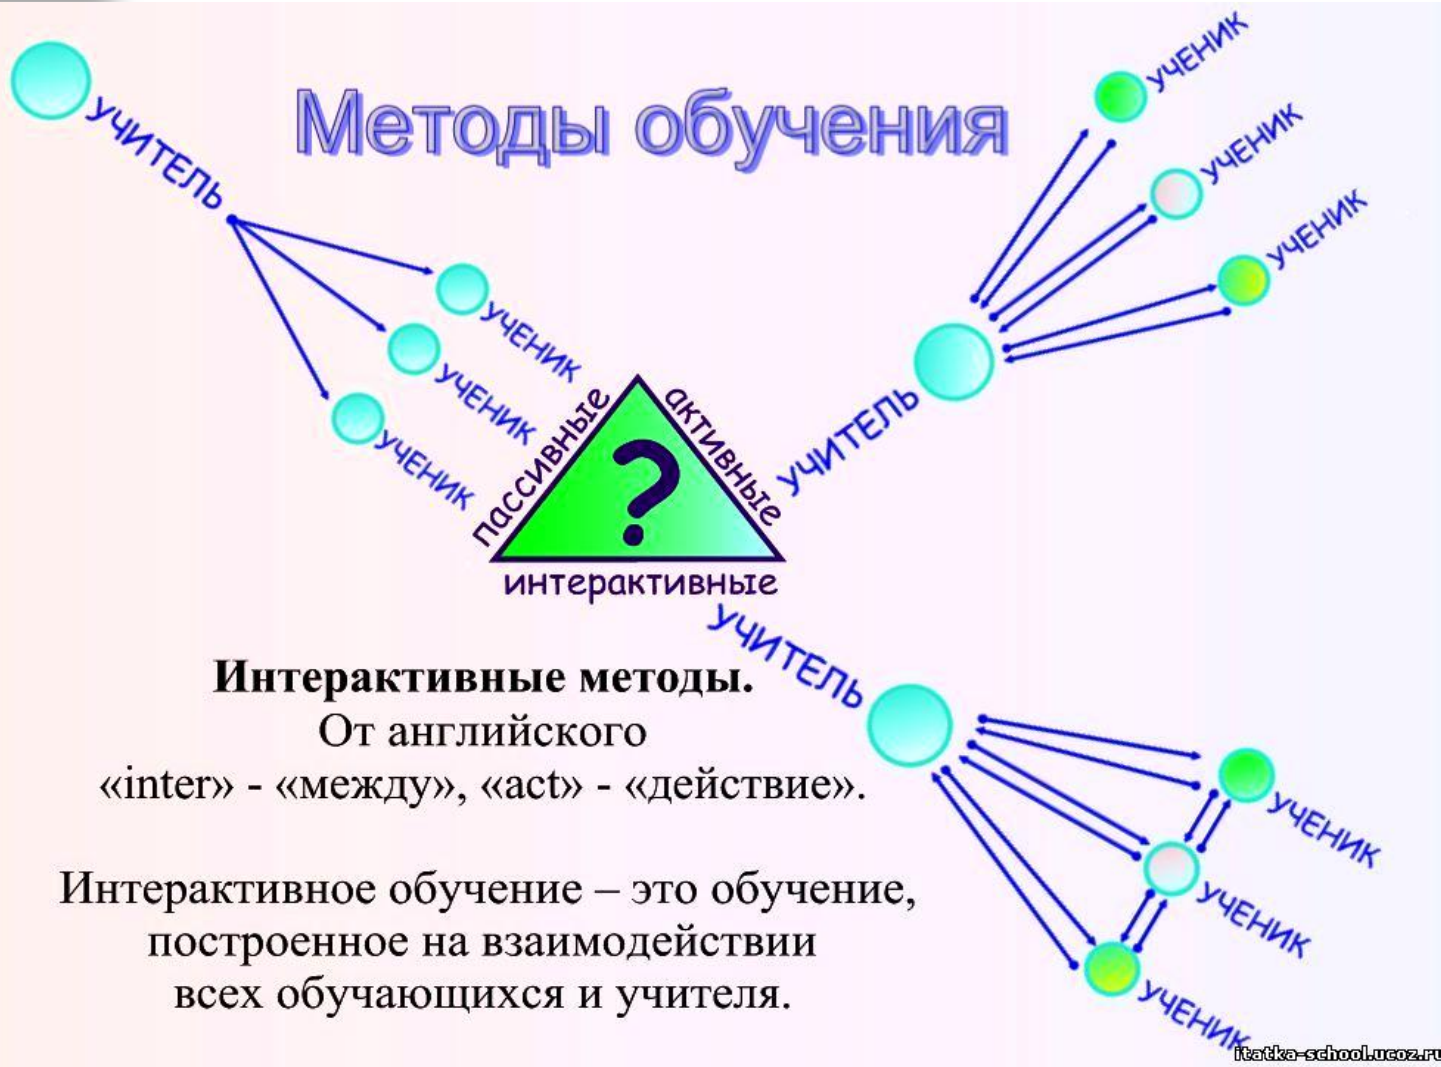 Методы обучения
УЧИТЕЛЬ
УЧЕНИК
УЧЕНИК
УЧЕНИК
УЧЕНИК
УЧЕНИК
УЧЕНИК
УЧИТЕЛЬ
пассивные
активные
?
интерактивные
УЧИТЕЛЬ
УЧЕНИК
УЧЕНИК
УЧЕНИК
Интерактивные методы.
От английского
«inter» - «между», «act» - «действие».
Интерактивное обучение – это обучение,
построенное на взаимодействии
всех обучающихся и учителя.
itatka-school.ucoz.ru